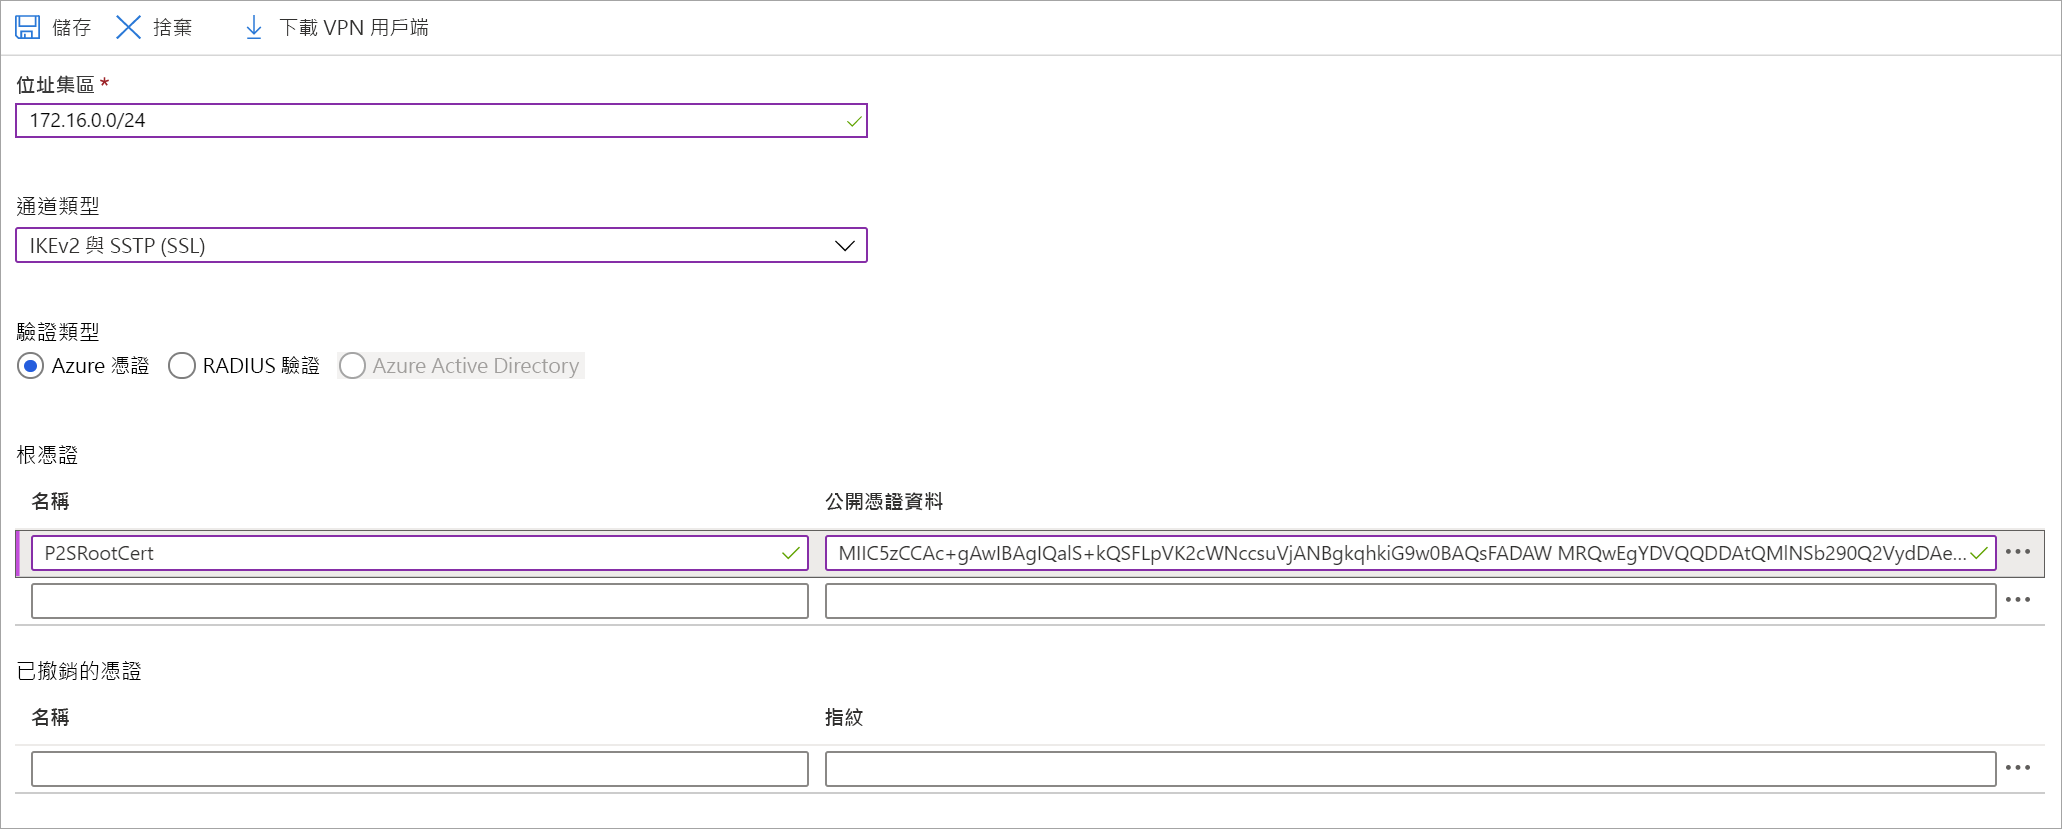 儲存 捨棄 下載 VPN 用戶端
位址集區 *
172.16.0.0/24
通道類型
IKEv2 與 SSTP (SSL)
驗證類型
Azure 憑證 RADIUS 驗證 Azure Active Directory
根憑證
名稱 公開憑證資料
P2SRootCert MIIC5zCCAc+gAwIBAgIQalS+kQSFLpVK2cWNccsuVjANBgkqhkiG9w0BAQsFADAW MRQwEgYDVQQDDAtQMlNSb290Q2VydDAe...
已撤銷的憑證
名稱 指紋